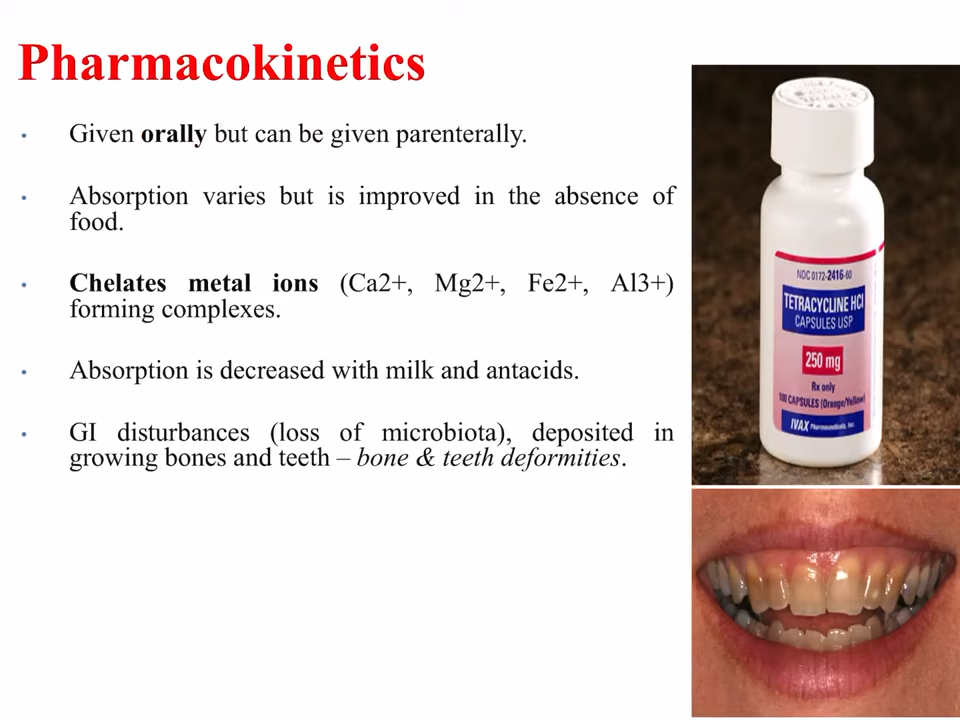 Pharmacokinetics
• Given orally but can be given parenterally.
• Absorption varies but is improved in the absence of
food.
• Chelates metal ions (Ca2+, Mg2+, Fe2+, Al3+)
forming complexes.
• Absorption is decreased with milk and antacids.
• GI disturbances (loss of microbiota), deposited in
growing bones and teeth – bone & teeth deformities.
NDC 0172-2416-60
TETRACYCLINE HCl
CAPSULES USP
250 mg
Rx only
100 CAPSULES (Orange/Yellow)
IVAX Pharmaceuticals, Inc.